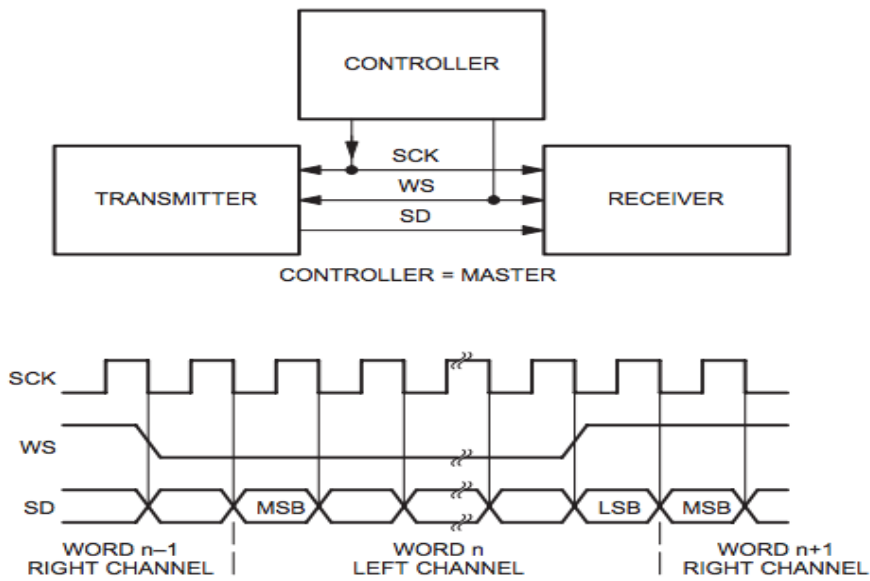 CONTROLLER
SCK
TRANSMITTER WS RECEIVER
SD
CONTROLLER = MASTER
SCK
WS
SD MSB LSB MSB
WORD n–1 WORD n WORD n+1
RIGHT CHANNEL LEFT CHANNEL RIGHT CHANNEL